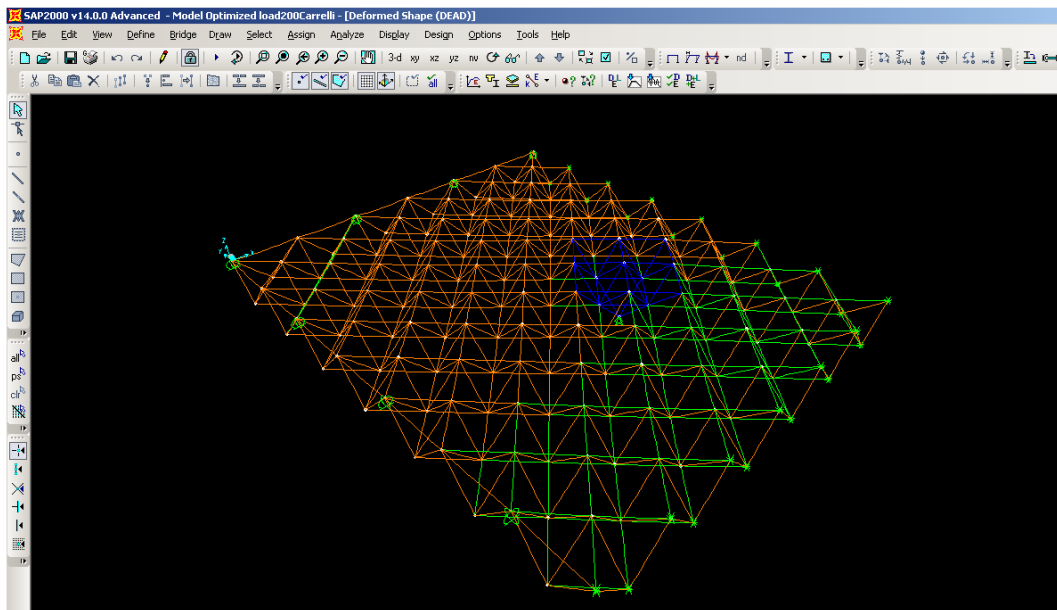 SAP2000 v14.0.0 Advanced - Model Optimized load200Carrelli - [Deformed Shape (DEAD)]
File Edit View Define Bridge Draw Select Assign Analyze Display Design Options Tools Help
3-d xy xz yz nv nd
all
Z
Y X
all
ps
clr